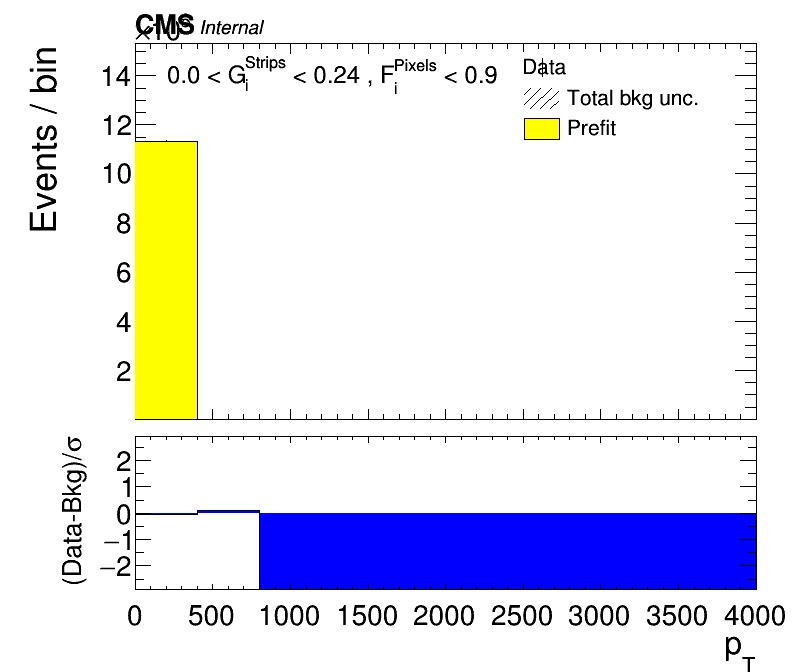 CMS Internal
0.0 < G_i^Strips < 0.24 , F_i^Pixels < 0.9
Data
Total bkg unc.
Prefit
Events / bin
14
12
10
8
6
4
2
(Data-Bkg)/σ
2
1
0
−1
−2
0 500 1000 1500 2000 2500 3000 3500 4000
p_T